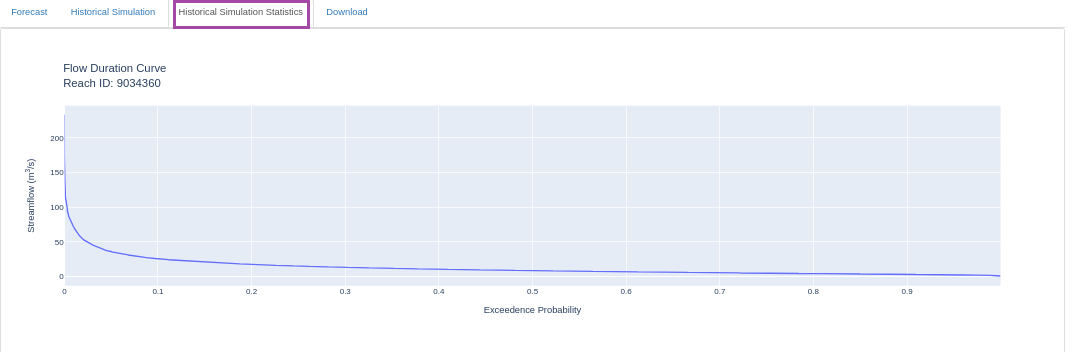 Forecast Historical Simulation Historical Simulation Statistics Download
Flow Duration Curve
Reach ID: 9034360
Streamflow (m³/s)
200
150
100
50
0
0 0.1 0.2 0.3 0.4 0.5 0.6 0.7 0.8 0.9
Exceedence Probability